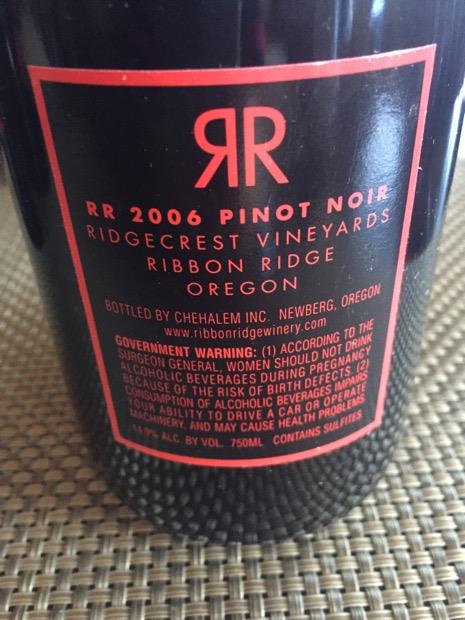 RR
RR 2006 PINOT NOIR
RIDGECREST VINEYARDS
RIBBON RIDGE
OREGON
BOTTLED BY CHEHALEM INC. NEWBERG, OREGON
www.ribbonridgewinery.com
GOVERNMENT WARNING: (1) ACCORDING TO THE
SURGEON GENERAL, WOMEN SHOULD NOT DRINK
ALCOHOLIC BEVERAGES DURING PREGNANCY
BECAUSE OF THE RISK OF BIRTH DEFECTS. (2)
CONSUMPTION OF ALCOHOLIC BEVERAGES IMPAIRS
YOUR ABILITY TO DRIVE A CAR OR OPERATE
MACHINERY, AND MAY CAUSE HEALTH PROBLEMS
ALC. BY VOL. 750ML CONTAINS SULFITES